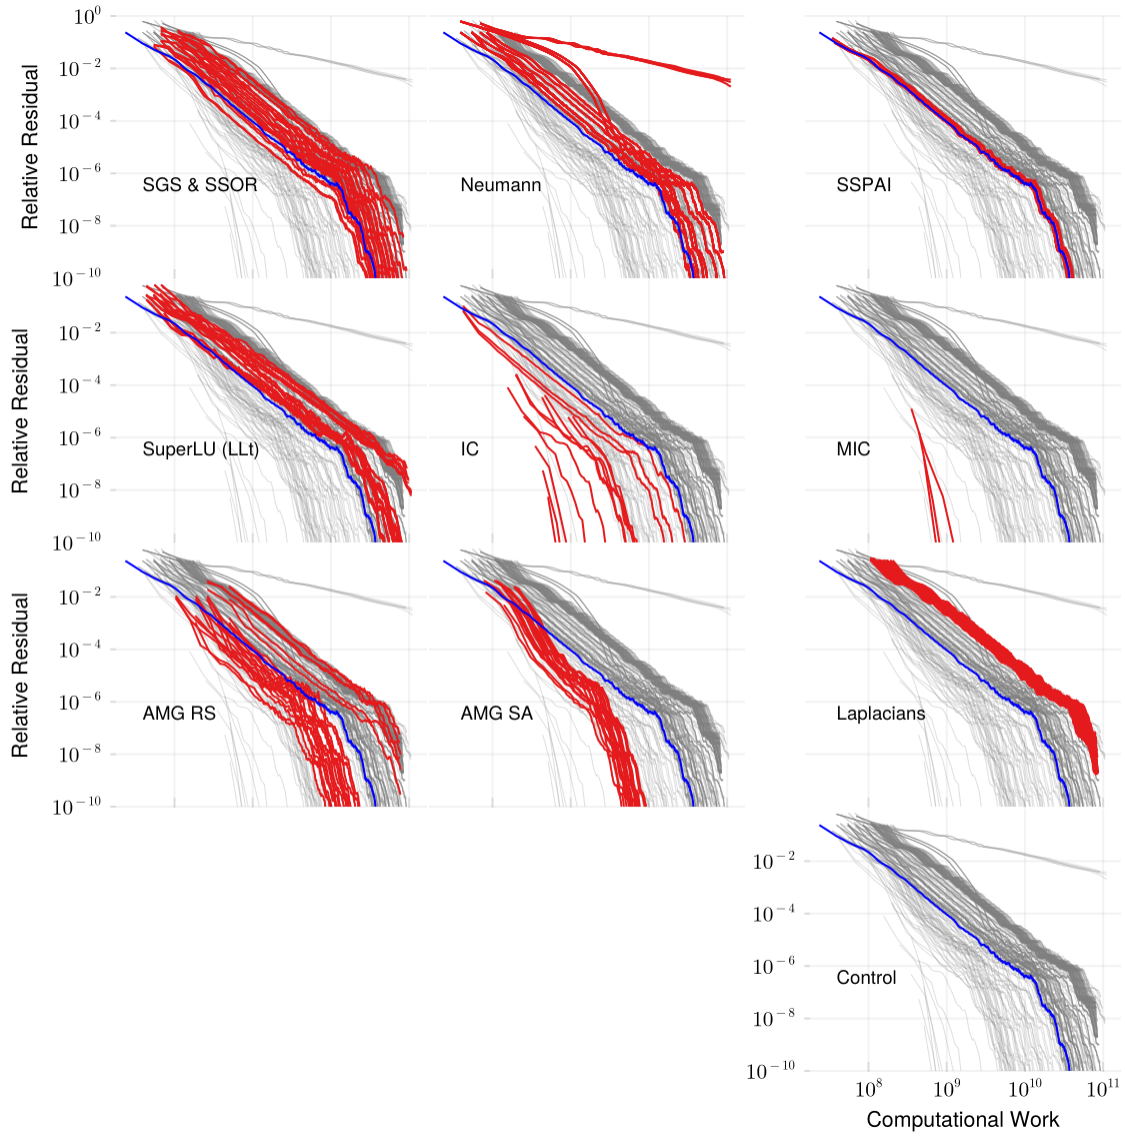 10^0
10^−2
10^−4
10^−6
10^−8
10^−10
Relative Residual
SGS & SSOR
Neumann
SSPAI
10^−2
10^−4
10^−6
10^−8
10^−10
Relative Residual
SuperLU (LLt)
IC
MIC
10^−2
10^−4
10^−6
10^−8
10^−10
Relative Residual
AMG RS
AMG SA
Laplacians
10^−2
10^−4
10^−6
10^−8
10^−10
Control
10^8 10^9 10^10 10^11
Computational Work